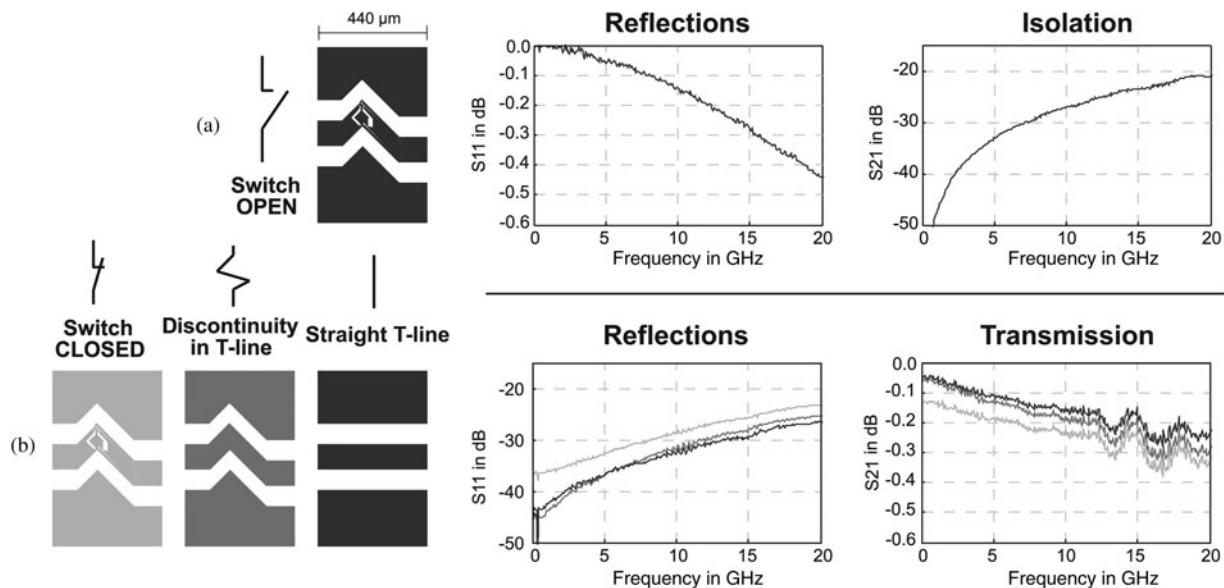 440 μm
(a)
Switch
OPEN
Reflections
0.0
-0.1
-0.2
-0.3
-0.4
-0.5
-0.6
S11 in dB
0
5
10
15
20
Frequency in GHz
Isolation
-20
-30
-40
-50
S21 in dB
0
5
10
15
20
Frequency in GHz
Switch
CLOSED
Discontinuity
in T-line
Straight T-line
(b)
Reflections
-20
-30
-40
-50
S11 in dB
0
5
10
15
20
Frequency in GHz
Transmission
0.0
-0.1
-0.2
-0.3
-0.4
-0.5
-0.6
S21 in dB
0
5
10
15
20
Frequency in GHz